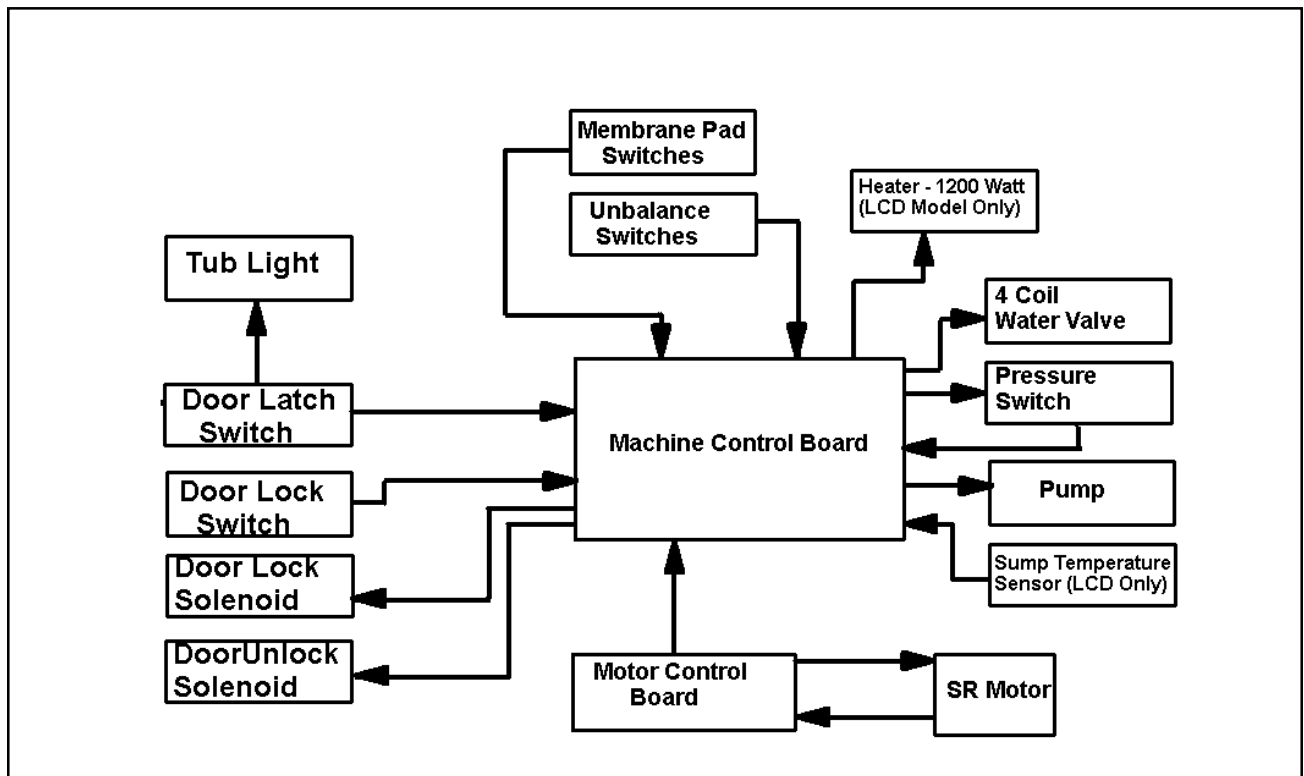 Membrane Pad
Switches
Heater - 1200 Watt
(LCD Model Only)
Unbalance
Switches
Tub Light
4 Coil
Water Valve
Door Latch
Switch
Pressure
Switch
Machine Control Board
Door Lock
Switch
Pump
Door Lock
Solenoid
Sump Temperature
Sensor (LCD Only)
DoorUnlock
Solenoid
Motor Control
Board
SR Motor